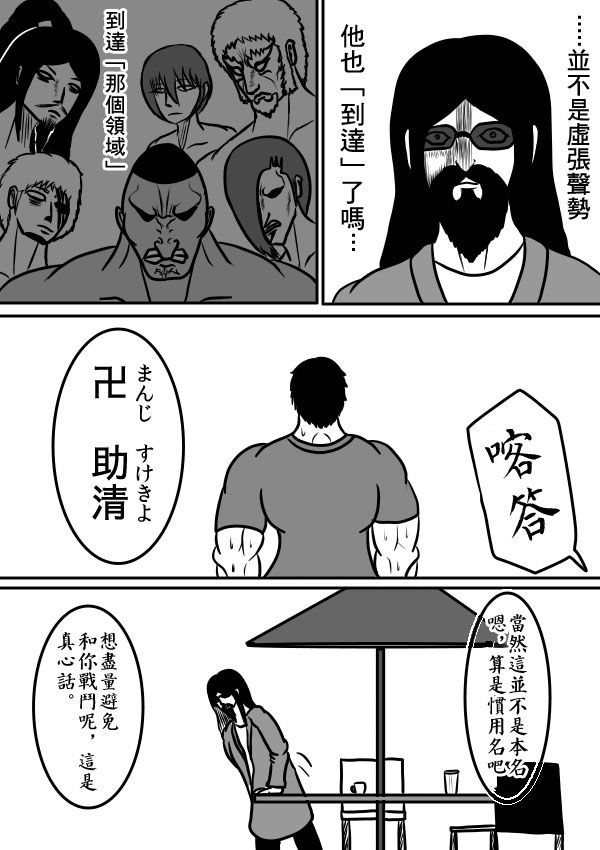 …並不是虛張聲勢
他也「到達」了嗎…
到達「那個領域」
喀答
卍 助清
まんじ すけきよ
當然這並不是本名
嗯，算是慣用名吧
想盡量避免
和你戰鬥呢，這是
真心話。